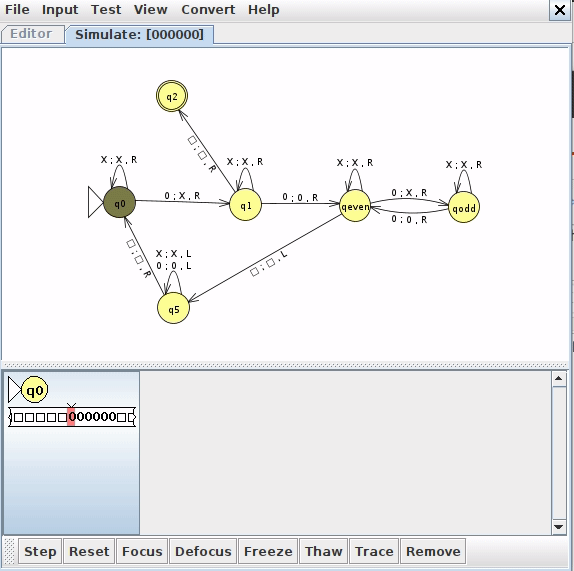 File Input Test View Convert Help
Editor Simulate: [000000]
q2
□;□,R
X;X,R X;X,R X;X,R X;X,R
q0 0;X,R q1 0;0,R qeven 0;X,R qodd
0;0,R
□;□,R
X;X,L
0;0,L
□;□,L
q5
q0
□□□□□000000□□
Step Reset Focus Defocus Freeze Thaw Trace Remove